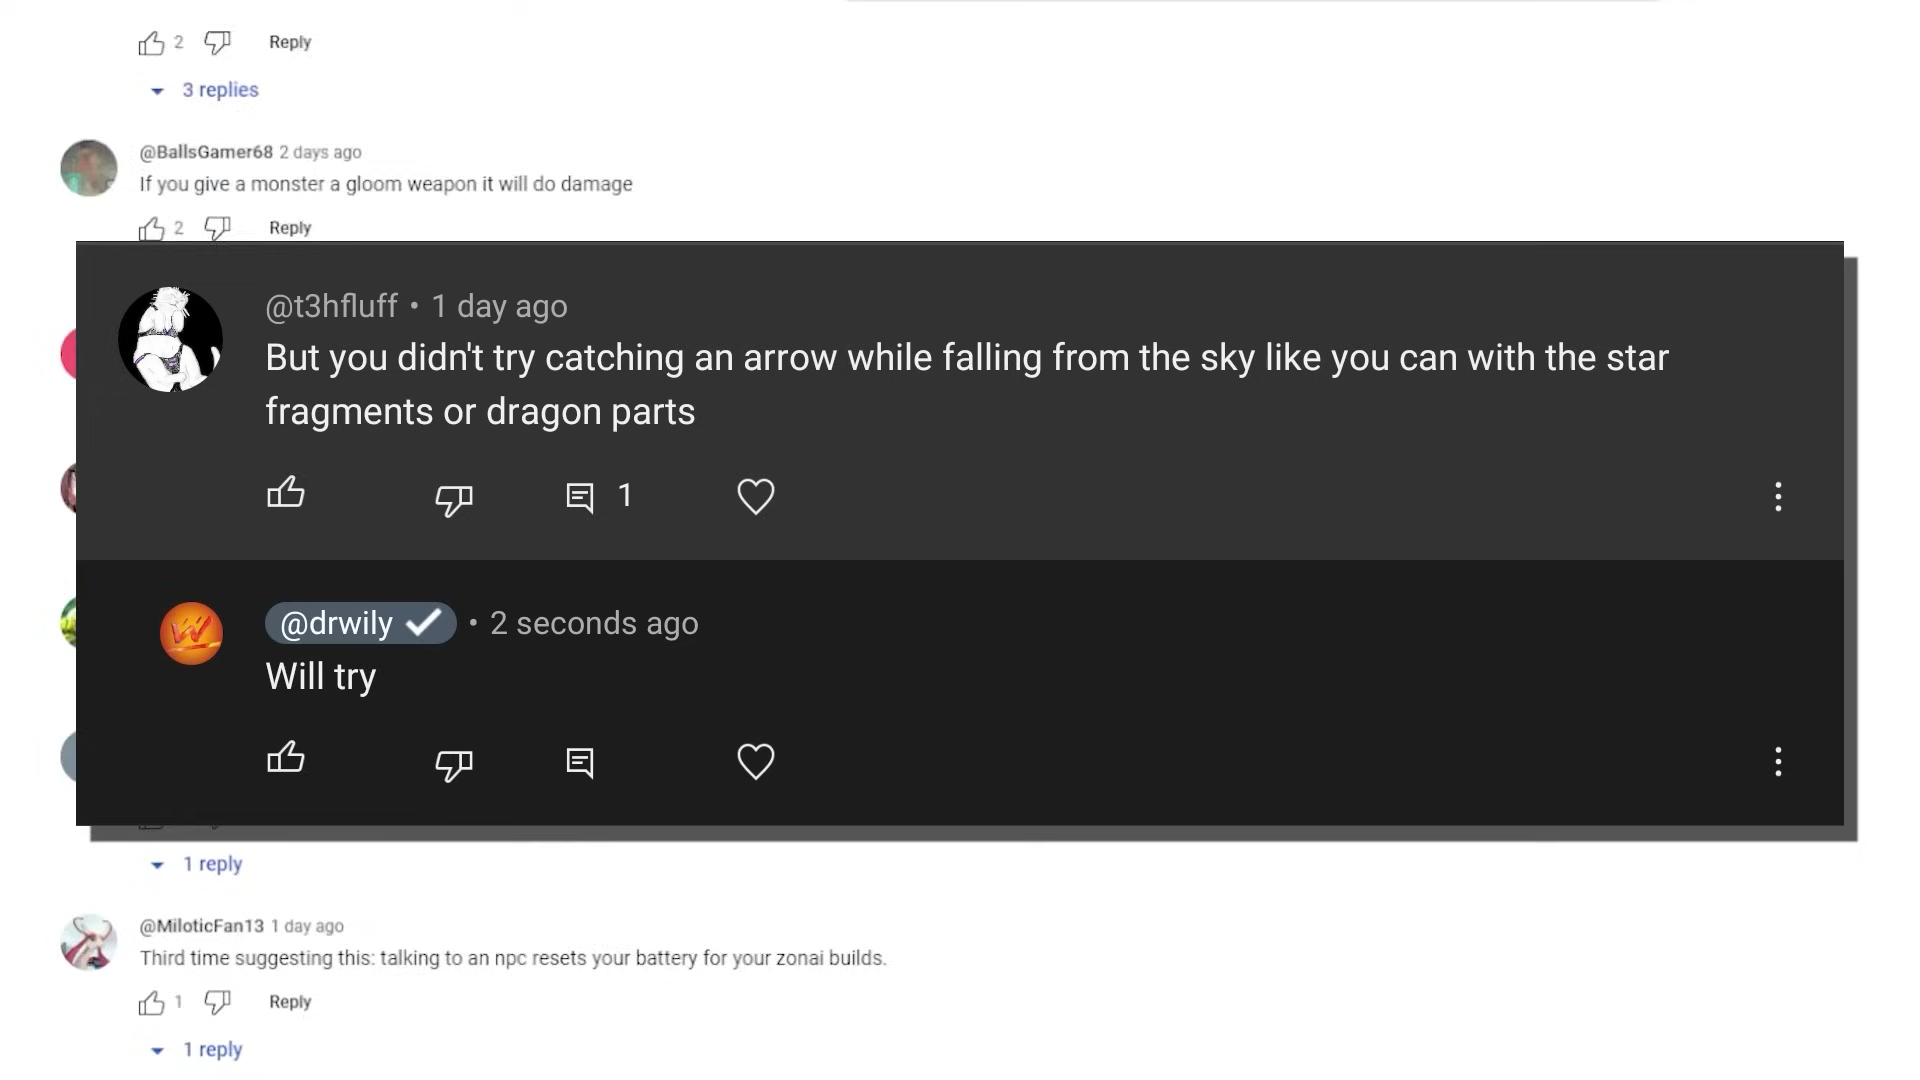 2 Reply
3 replies
@BallsGamer68 2 days ago
If you give a monster a gloom weapon it will do damage
2 Reply
@t3hfluff • 1 day ago
But you didn't try catching an arrow while falling from the sky like you can with the star
fragments or dragon parts
1
@drwily • 2 seconds ago
Will try
1 reply
@MiloticFan13 1 day ago
Third time suggesting this: talking to an npc resets your battery for your zonai builds.
1 Reply
1 reply